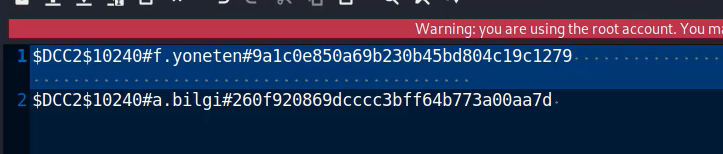 Warning: you are using the root account. You ma
1 $DCC2$10240#f.yoneten#9a1c0e850a69b230b45bd804c19c1279
2 $DCC2$10240#a.bilgi#260f920869dcccc3bff64b773a00aa7d